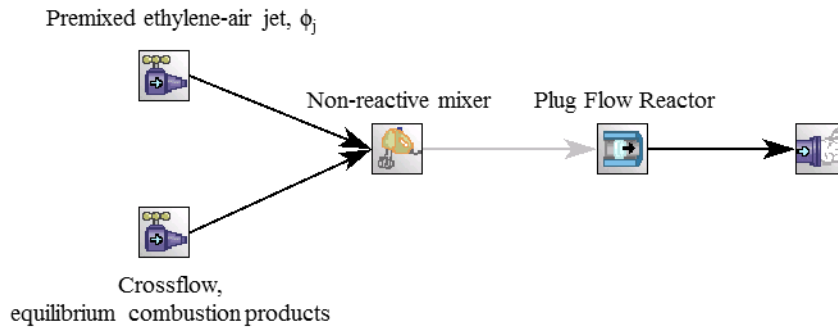 Premixed ethylene-air jet, ϕj
Non-reactive mixer
Plug Flow Reactor
Crossflow,
equilibrium combustion products